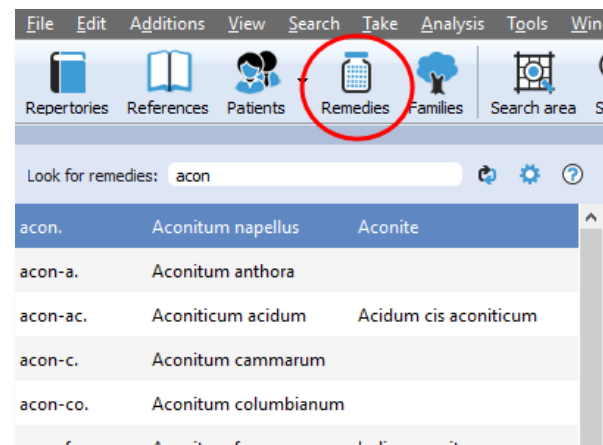 File Edit Additions View Search Take Analysis Tools
Repertories References Patients Remedies Families Search area
Look for remedies: acon
acon. Aconitum napellus Aconite
acon-a. Aconitum anthora
acon-ac. Aconiticum acidum Acidum cis aconiticum
acon-c. Aconitum cammarum
acon-co. Aconitum columbianum